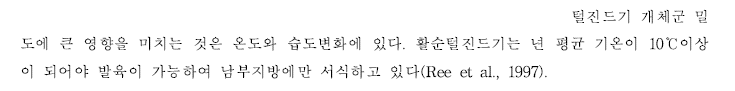 털진드기 개체군 밀
도에 큰 영향을 미치는 것은 온도와 습도변화에 있다. 활순털진드기는 년 평균 기온이 10℃이상
이 되어야 발육이 가능하여 남부지방에만 서식하고 있다(Ree et al., 1997).